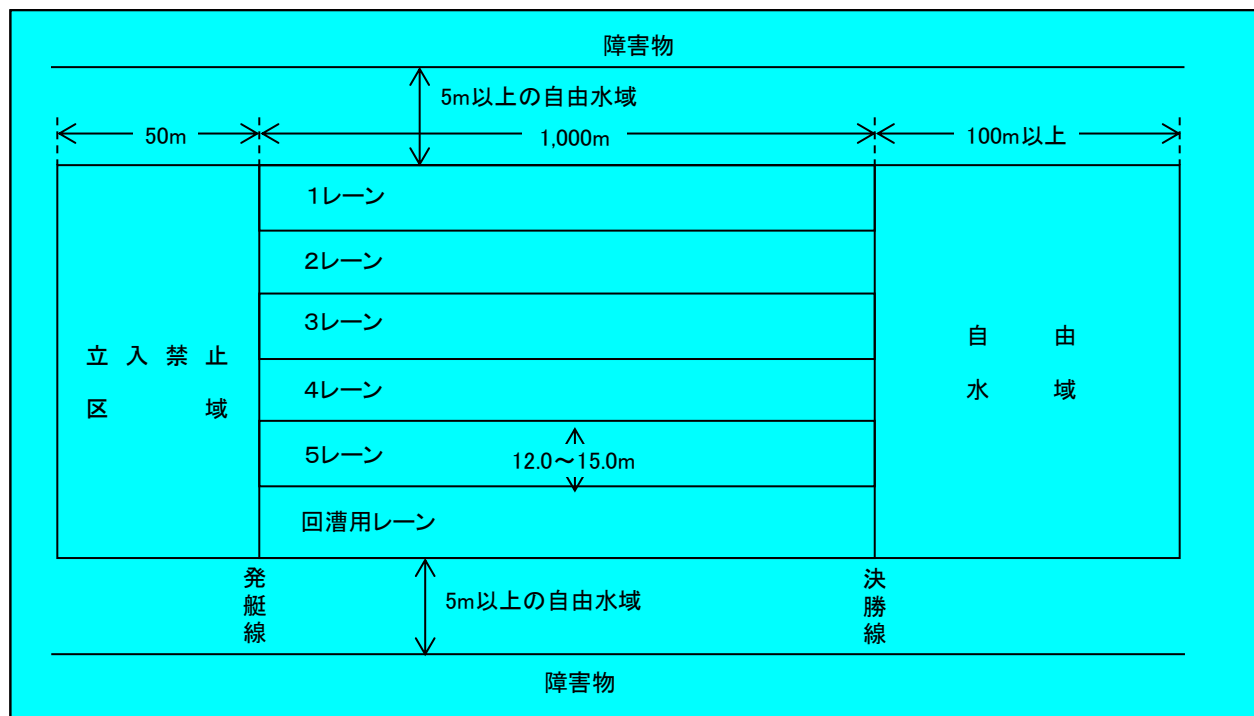 障害物
5m以上の自由水域
50m
1,000m
100m以上
１レーン
２レーン
３レーン
４レーン
５レーン
12.0～15.0m
回漕用レーン
立入禁止
区域
自由
水域
発艇線
決勝線
5m以上の自由水域
障害物